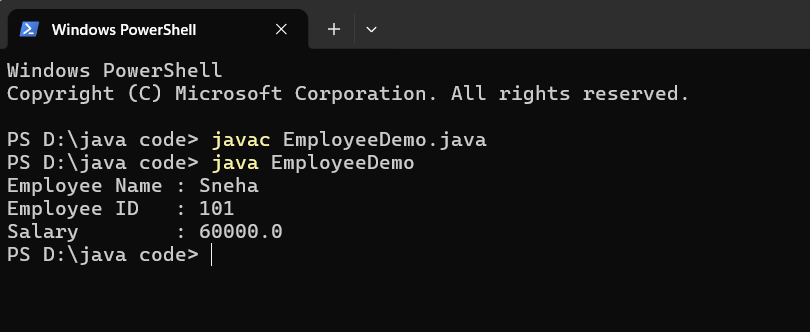 Windows PowerShell
Windows PowerShell
Copyright (C) Microsoft Corporation. All rights reserved.
PS D:\java code> javac EmployeeDemo.java
PS D:\java code> java EmployeeDemo
Employee Name : Sneha
Employee ID   : 101
Salary        : 60000.0
PS D:\java code>